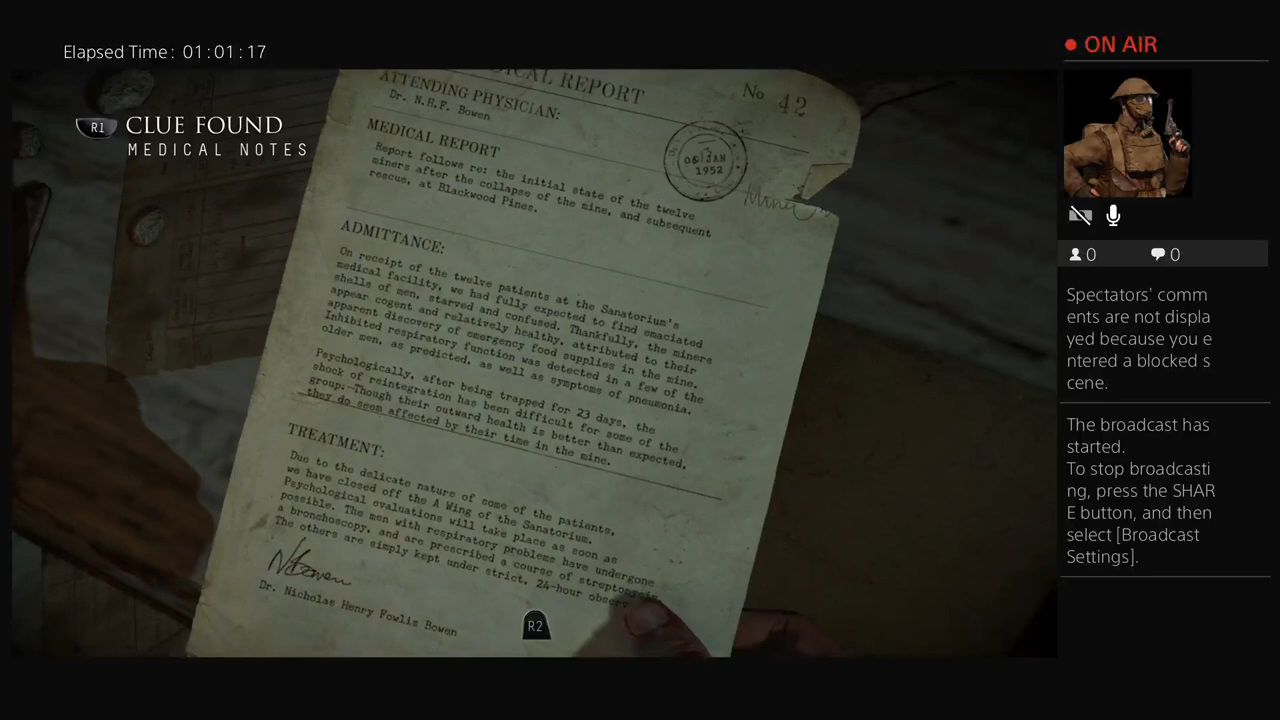 Elapsed Time: 01:01:17
ON AIR
R1
CLUE FOUND
MEDICAL NOTES
ICAL REPORT
No 42
ATTENDING PHYSICIAN:
Dr. N.H.F. Bowen
MEDICAL REPORT
06 JAN
1952
Report follows re: the initial state of the twelve
miners after the collapse of the mine, and subsequent
rescue, at Blackwood Pines.
ADMITTANCE:
On receipt of the twelve patients at the Sanatorium's
medical facility, we had fully expected to find emaciated
shells of men, starved and confused. Thankfully, the miners
appear cogent and relatively healthy, attributed to their
apparent discovery of emergency food supplies in the mine.
Inhibited respiratory function was detected in a few of the
older men, as predicted, as well as symptoms of pneumonia.
Psychologically, after being trapped for 23 days, the
shock of reintegration has been difficult for some of the
group. Though their outward health is better than expected,
they do seem affected by their time in the mine.
TREATMENT:
Due to the delicate nature of some of the patients,
we have closed off the A Wing of the Sanatorium.
Psychological evaluations will take place as soon as
possible. The men with respiratory problems have undergone
a bronchoscopy, and are prescribed a course of streptomycin.
The others are simply kept under strict, 24-hour observ
NBowen
Dr. Nicholas Henry Fowlis Bowen
R2
0
0
Spectators' comm
ents are not displa
yed because you e
ntered a blocked s
cene.
The broadcast has
started.
To stop broadcasti
ng, press the SHAR
E button, and then
select [Broadcast
Settings].